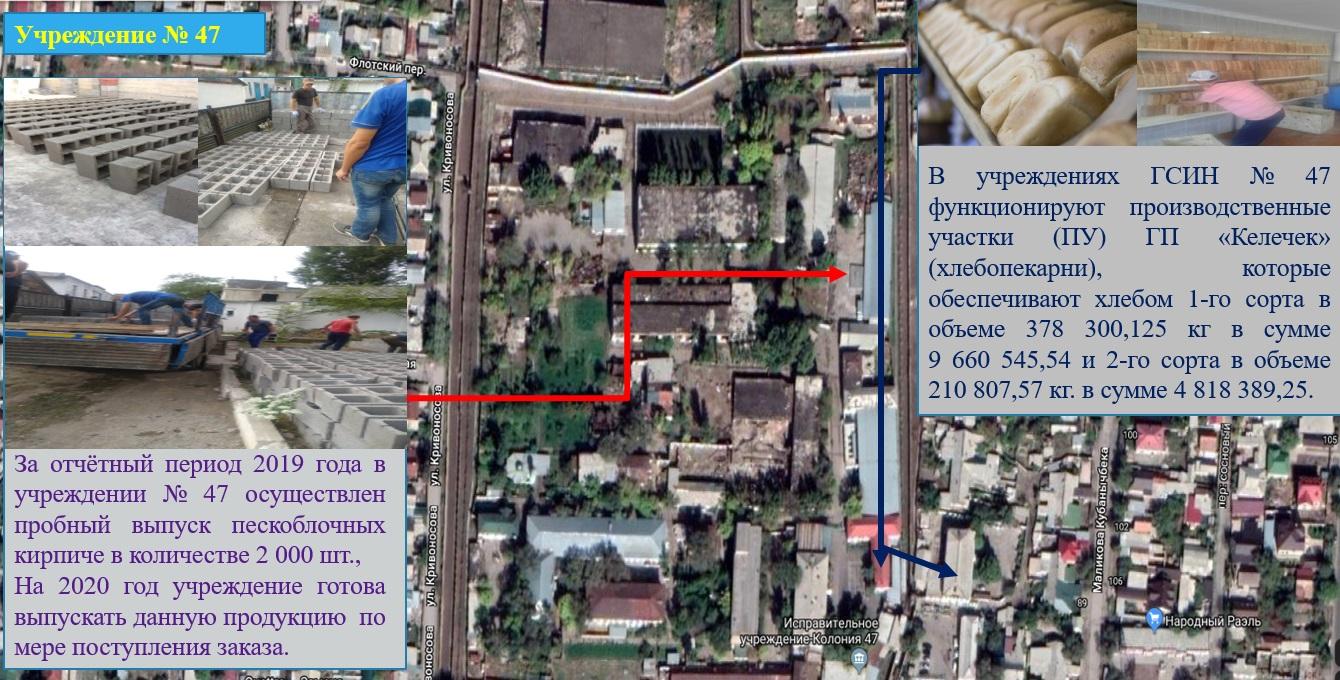 Учреждение № 47
Флотский пер.
ул. Кривоносова
ул. Кривоносова
ул. Кривоносова
воносова
ая
За отчётный период 2019 года в
учреждении № 47 осуществлен
пробный выпуск пескоблочных
кирпиче в количестве 2 000 шт.,
На 2020 год учреждение готова
выпускать данную продукцию по
мере поступления заказа.
В учреждениях ГСИН № 47
функционируют производственные
участки (ПУ) ГП «Келечек»
(хлебопекарни), которые
обеспечивают хлебом 1-го сорта в
объеме 378 300,125 кг в сумме
9 660 545,54 и 2-го сорта в объеме
210 807,57 кг. в сумме 4 818 389,25.
100
102
106
89
105
Маликова Кубанычбека
пер. сосновый
Народный Раэль
Исправительное
учреждение Колония 47